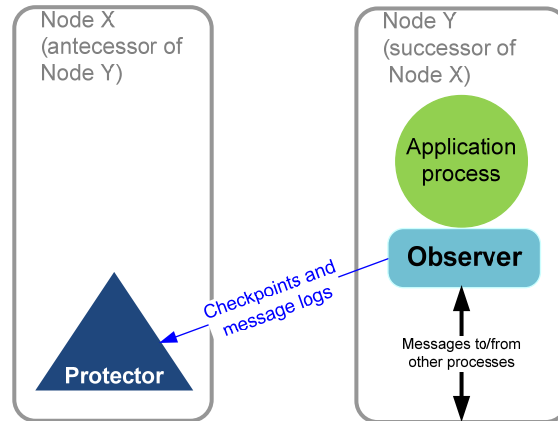 Node X
(antecessor of
Node Y)
Node Y
(successor of
Node X)
Application
process
Observer
Checkpoints and
message logs
Messages to/from
other processes
Protector